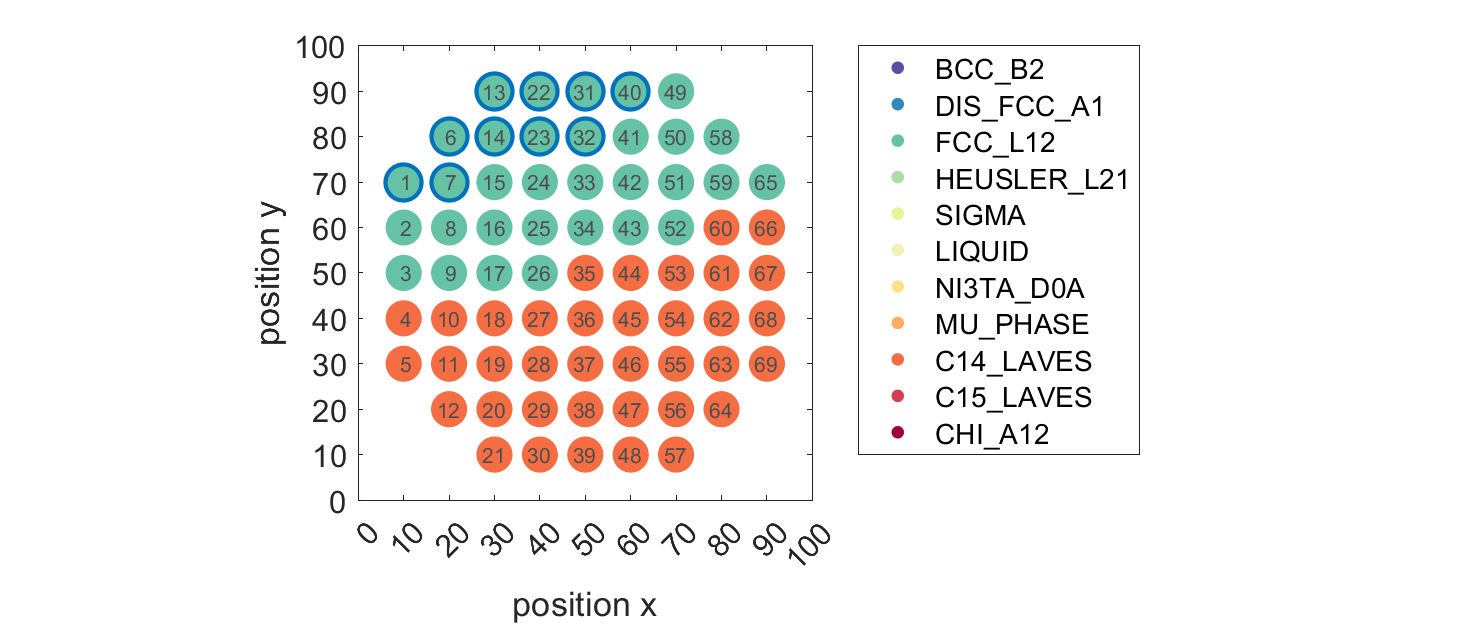 100
90 13 22 31 40 49
80 6 14 23 32 41 50 58
70 1 7 15 24 33 42 51 59 65
60 2 8 16 25 34 43 52 60 66
50 3 9 17 26 35 44 53 61 67
40 4 10 18 27 36 45 54 62 68
30 5 11 19 28 37 46 55 63 69
20 12 20 29 38 47 56 64
10 21 30 39 48 57
0
position y
0 10 20 30 40 50 60 70 80 90 100
position x
BCC_B2
DIS_FCC_A1
FCC_L12
HEUSLER_L21
SIGMA
LIQUID
NI3TA_D0A
MU_PHASE
C14_LAVES
C15_LAVES
CHI_A12